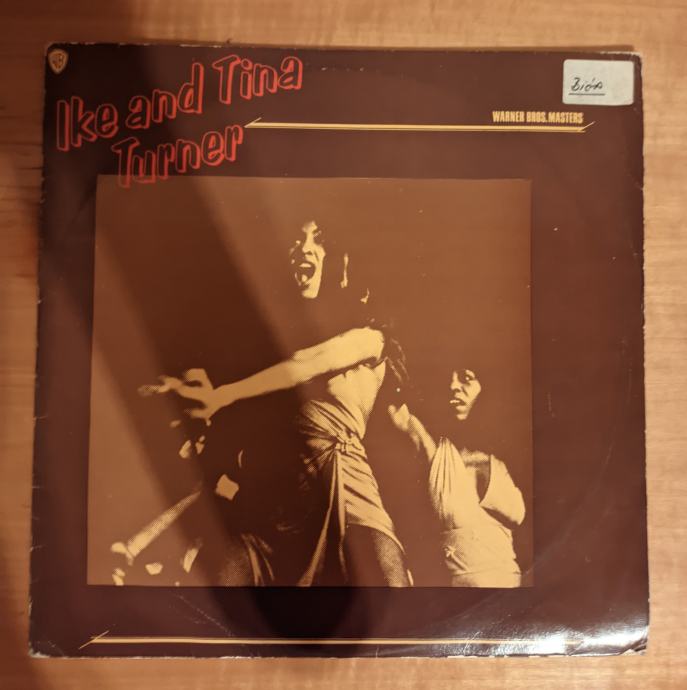 Ike and Tina
Turner
WARNER BROS. MASTERS